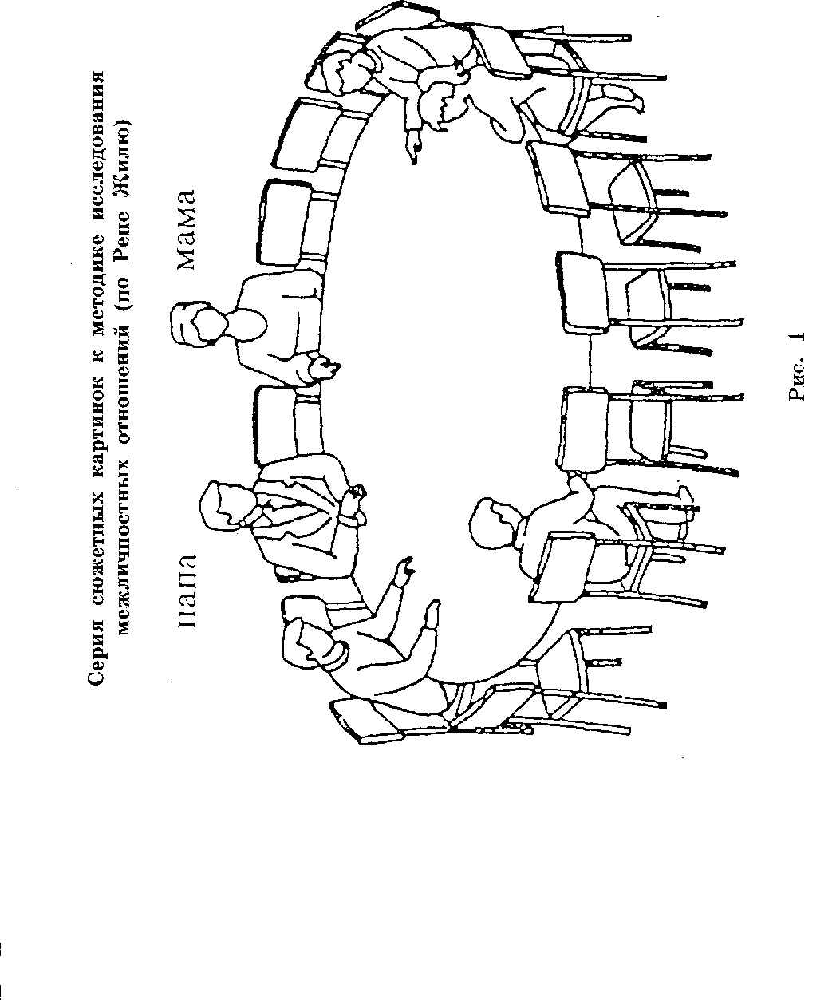 Серия сюжетных картинок к методике исследования
межличностных отношений (по Рене Жилю)
папа мама
Рис. 1